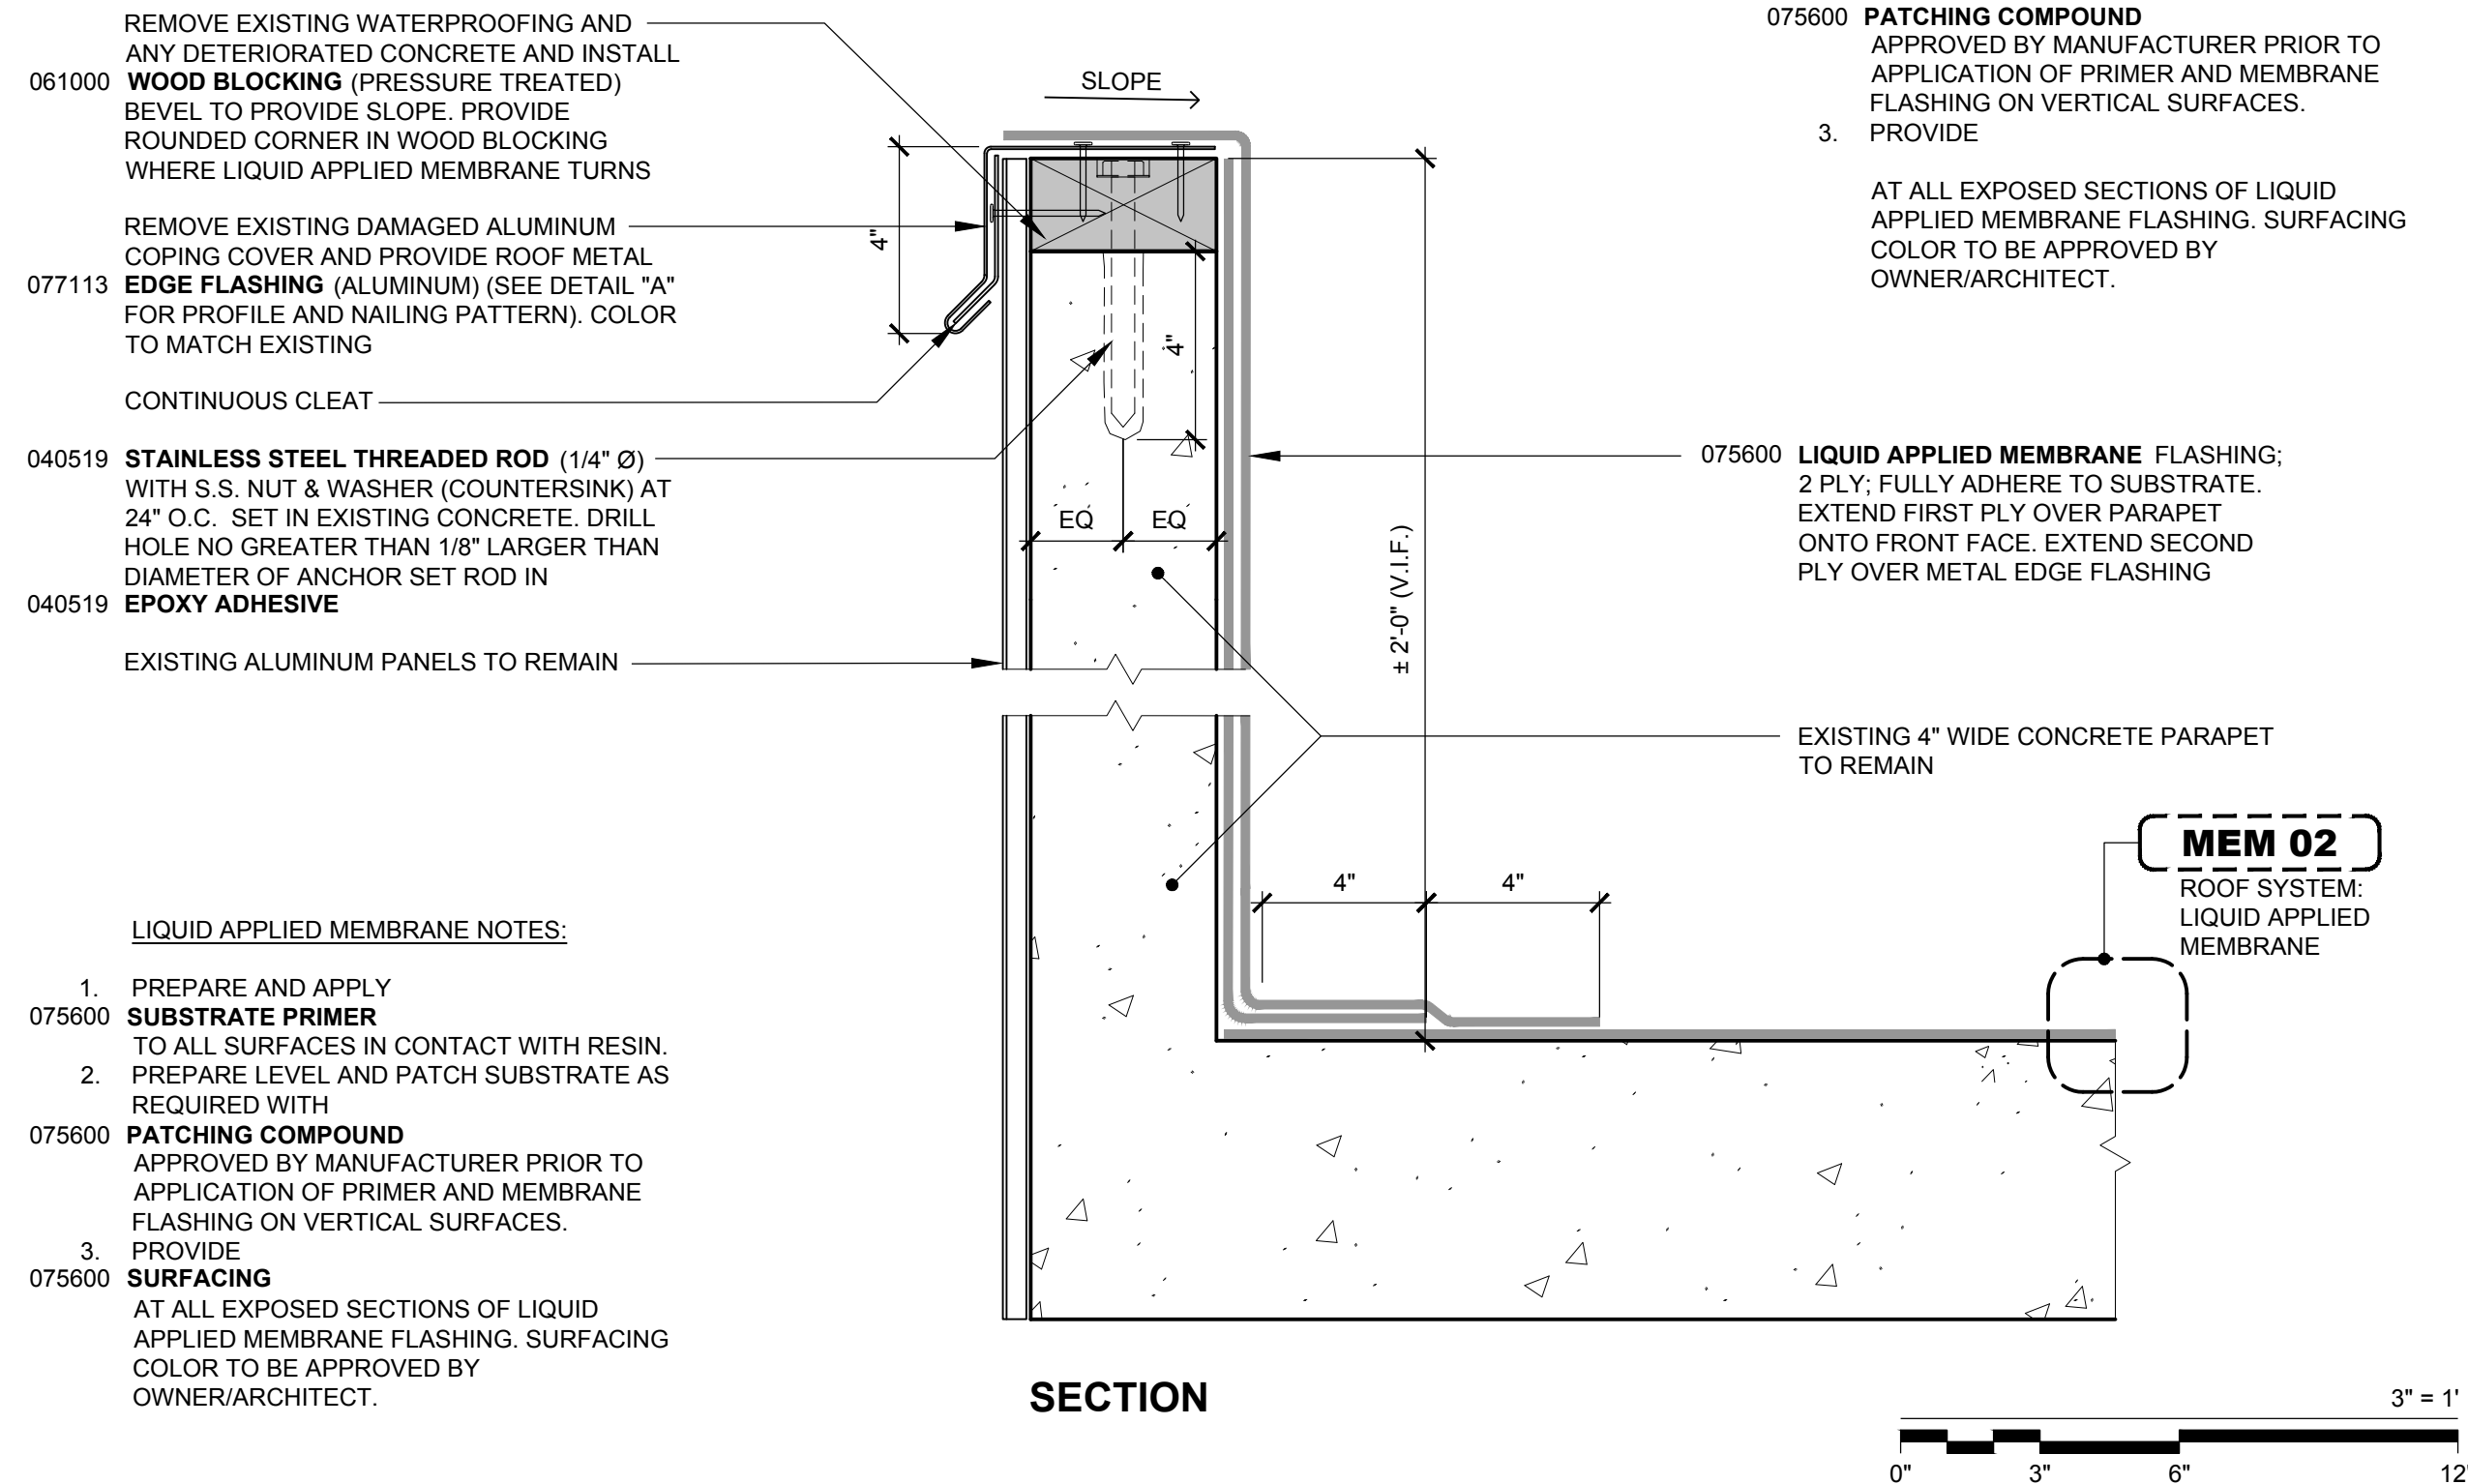 REMOVE EXISTING WATERPROOFING AND
ANY DETERIORATED CONCRETE AND INSTALL
061000 WOOD BLOCKING (PRESSURE TREATED)
BEVEL TO PROVIDE SLOPE. PROVIDE
ROUNDED CORNER IN WOOD BLOCKING
WHERE LIQUID APPLIED MEMBRANE TURNS
REMOVE EXISTING DAMAGED ALUMINUM
COPING COVER AND PROVIDE ROOF METAL
077113 EDGE FLASHING (ALUMINUM) (SEE DETAIL "A"
FOR PROFILE AND NAILING PATTERN). COLOR
TO MATCH EXISTING
CONTINUOUS CLEAT
040519 STAINLESS STEEL THREADED ROD (1/4" Ø)
WITH S.S. NUT & WASHER (COUNTERSINK) AT
24" O.C. SET IN EXISTING CONCRETE. DRILL
HOLE NO GREATER THAN 1/8" LARGER THAN
DIAMETER OF ANCHOR SET ROD IN
040519 EPOXY ADHESIVE
EXISTING ALUMINUM PANELS TO REMAIN
LIQUID APPLIED MEMBRANE NOTES:
1. PREPARE AND APPLY
075600 SUBSTRATE PRIMER
TO ALL SURFACES IN CONTACT WITH RESIN.
2. PREPARE LEVEL AND PATCH SUBSTRATE AS
REQUIRED WITH
075600 PATCHING COMPOUND
APPROVED BY MANUFACTURER PRIOR TO
APPLICATION OF PRIMER AND MEMBRANE
FLASHING ON VERTICAL SURFACES.
3. PROVIDE
075600 SURFACING
AT ALL EXPOSED SECTIONS OF LIQUID
APPLIED MEMBRANE FLASHING. SURFACING
COLOR TO BE APPROVED BY
OWNER/ARCHITECT.
SLOPE
4"
4"
EQ EQ
± 2'-0" (V.I.F.)
4" 4"
SECTION
075600 PATCHING COMPOUND
APPROVED BY MANUFACTURER PRIOR TO
APPLICATION OF PRIMER AND MEMBRANE
FLASHING ON VERTICAL SURFACES.
3. PROVIDE
AT ALL EXPOSED SECTIONS OF LIQUID
APPLIED MEMBRANE FLASHING. SURFACING
COLOR TO BE APPROVED BY
OWNER/ARCHITECT.
075600 LIQUID APPLIED MEMBRANE FLASHING;
2 PLY; FULLY ADHERE TO SUBSTRATE.
EXTEND FIRST PLY OVER PARAPET
ONTO FRONT FACE. EXTEND SECOND
PLY OVER METAL EDGE FLASHING
EXISTING 4" WIDE CONCRETE PARAPET
TO REMAIN
MEM 02
ROOF SYSTEM:
LIQUID APPLIED
MEMBRANE
3" = 1'
0" 3" 6" 12"